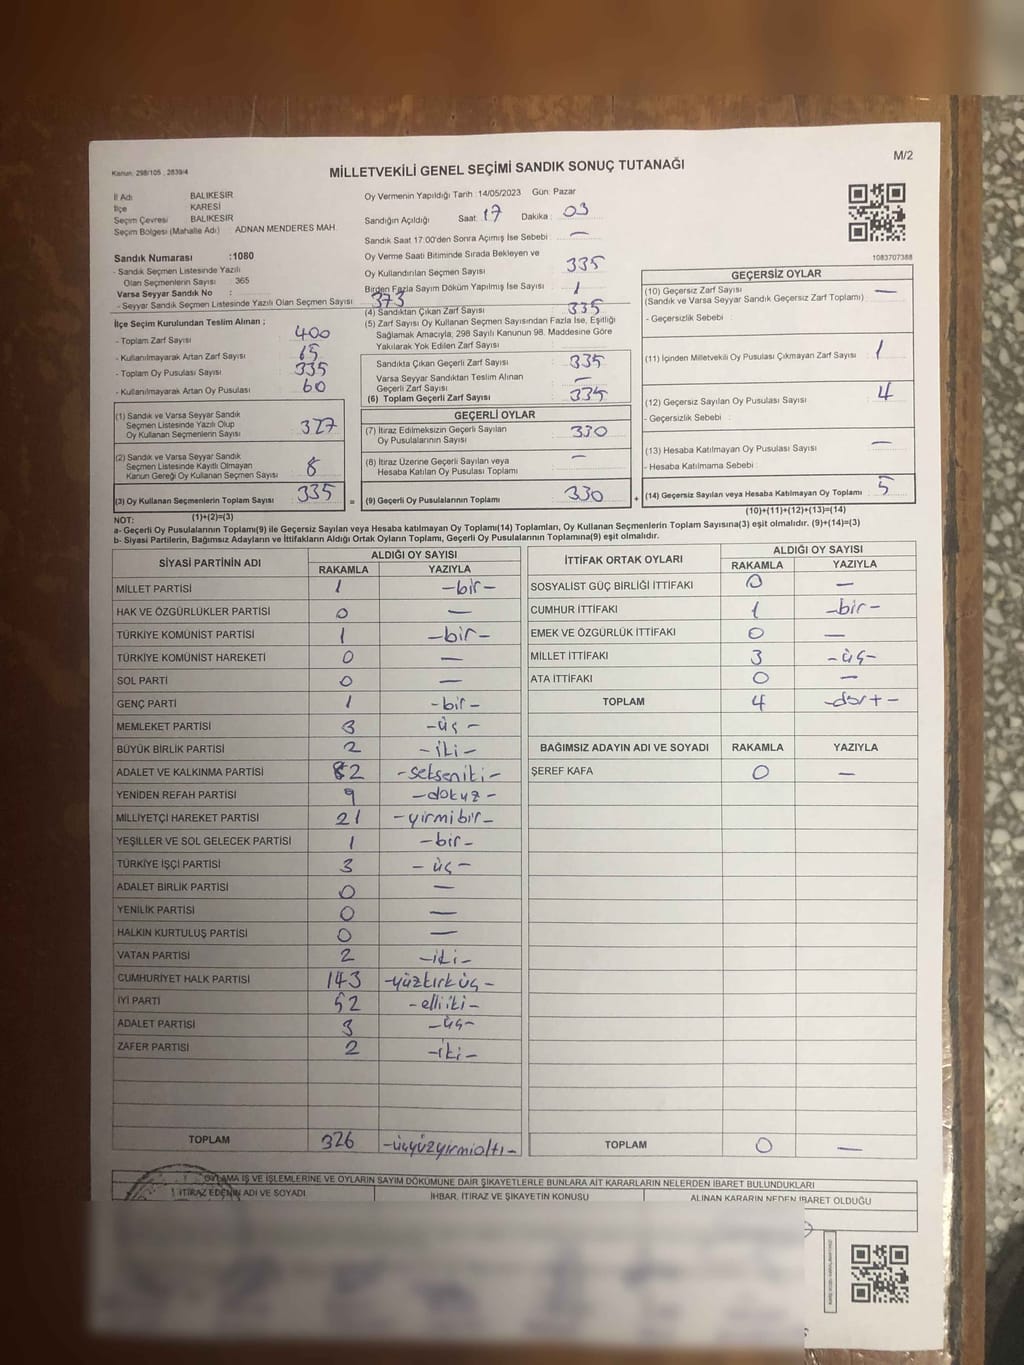 M/2
Kanun: 298/105 , 2839/4
MİLLETVEKİLİ GENEL SEÇİMİ SANDIK SONUÇ TUTANAĞI
İl Adı BALIKESİR
İlçe KARESİ
Seçim Çevresi BALIKESİR
Seçim Bölgesi (Mahalle Adı) ADNAN MENDERES MAH.
Sandık Numarası :1080
- Sandık Seçmen Listesinde Yazılı
Olan Seçmenlerin Sayısı : 365
Varsa Seyyar Sandık No :
- Seyyar Sandık Seçmen Listesinde Yazılı Olan Seçmen Sayısı 373
Oy Vermenin Yapıldığı Tarih :14/05/2023 Gün: Pazar
Sandığın Açıldığı Saat: 17 Dakika : 03
Sandık Saat 17:00'den Sonra Açımış İse Sebebi : —
Oy Verme Saati Bitiminde Sırada Bekleyen ve
Oy Kullandırılan Seçmen Sayısı 335
Birden Fazla Sayım Döküm Yapılmış İse Sayısı 1
(4) Sandıktan Çıkan Zarf Sayısı 335
(5) Zarf Sayısı Oy Kullanan Seçmen Sayısından Fazla İse, Eşitliği
Sağlamak Amacıyla; 298 Sayılı Kanunun 98. Maddesine Göre
Yakılarak Yok Edilen Zarf Sayısı
1083707388
İlçe Seçim Kurulundan Teslim Alınan ;
- Toplam Zarf Sayısı 400
- Kullanılmayarak Artan Zarf Sayısı 65
- Toplam Oy Pusulası Sayısı 335
- Kullanılmayarak Artan Oy Pusulası 60
(1) Sandık ve Varsa Seyyar Sandık
Seçmen Listesinde Yazılı Olup
Oy Kullanan Seçmenlerin Sayısı 327
(2) Sandık ve Varsa Seyyar Sandık
Seçmen Listesinde Kayıtlı Olmayan
Kanun Gereği Oy Kullanan Seçmen Sayısı 8
(3) Oy Kullanan Seçmenlerin Toplam Sayısı 335 =
(1)+(2)=(3)
Sandıkta Çıkan Geçerli Zarf Sayısı 335
Varsa Seyyar Sandıktan Teslim Alınan
Geçerli Zarf Sayısı —
(6) Toplam Geçerli Zarf Sayısı 335
GEÇERLİ OYLAR
(7) İtiraz Edilmeksizin Geçerli Sayılan
Oy Pusulalarının Sayısı 330
(8) İtiraz Üzerine Geçerli Sayılan veya
Hesaba Katılan Oy Pusulası Toplamı —
(9) Geçerli Oy Pusulalarının Toplamı 330 +
GEÇERSİZ OYLAR
(10) Geçersiz Zarf Sayısı —
(Sandık ve Varsa Seyyar Sandık Geçersiz Zarf Toplamı)
- Geçersizlik Sebebi :
(11) İçinden Milletvekili Oy Pusulası Çıkmayan Zarf Sayısı 1
(12) Geçersiz Sayılan Oy Pusulası Sayısı 4
- Geçersizlik Sebebi :
(13) Hesaba Katılmayan Oy Pusulası Sayısı —
- Hesaba Katılmama Sebebi :
(14) Geçersiz Sayılan veya Hesaba Katılmayan Oy Toplamı 5
(10)+(11)+(12)+(13)=(14)
NOT:
a- Geçerli Oy Pusulalarının Toplamı(9) ile Geçersiz Sayılan veya Hesaba katılmayan Oy Toplamı(14) Toplamları, Oy Kullanan Seçmenlerin Toplam Sayısına(3) eşit olmalıdır. (9)+(14)=(3)
b- Siyasi Partilerin, Bağımsız Adayların ve İttifakların Aldığı Ortak Oyların Toplamı, Geçerli Oy Pusulalarının Toplamına(9) eşit olmalıdır.
SİYASİ PARTİNİN ADI ALDIĞI OY SAYISI
RAKAMLA YAZIYLA
MİLLET PARTİSİ 1 -bir-
HAK VE ÖZGÜRLÜKLER PARTİSİ 0 —
TÜRKİYE KOMÜNİST PARTİSİ 1 -bir-
TÜRKİYE KOMÜNİST HAREKETİ 0 —
SOL PARTİ 0 —
GENÇ PARTİ 1 -bir-
MEMLEKET PARTİSİ 3 -üç-
BÜYÜK BİRLİK PARTİSİ 2 -iki-
ADALET VE KALKINMA PARTİSİ 82 -sekseniki-
YENİDEN REFAH PARTİSİ 9 -dokuz-
MİLLİYETÇİ HAREKET PARTİSİ 21 -yirmibir-
YEŞİLLER VE SOL GELECEK PARTİSİ 1 -bir-
TÜRKİYE İŞÇİ PARTİSİ 3 -üç-
ADALET BİRLİK PARTİSİ 0 —
YENİLİK PARTİSİ 0 —
HALKIN KURTULUŞ PARTİSİ 0 —
VATAN PARTİSİ 2 -iki-
CUMHURİYET HALK PARTİSİ 143 -yüzkırküç-
İYİ PARTİ 52 -elliiki-
ADALET PARTİSİ 3 -üç-
ZAFER PARTİSİ 2 -iki-
TOPLAM 326 -üçyüzyirmialtı-
İTTİFAK ORTAK OYLARI ALDIĞI OY SAYISI
RAKAMLA YAZIYLA
SOSYALİST GÜÇ BİRLİĞİ İTTİFAKI 0 —
CUMHUR İTTİFAKI 1 -bir-
EMEK VE ÖZGÜRLÜK İTTİFAKI 0 —
MİLLET İTTİFAKI 3 -üç-
ATA İTTİFAKI 0 —
TOPLAM 4 -dört-
BAĞIMSIZ ADAYIN ADI VE SOYADI RAKAMLA YAZIYLA
ŞEREF KAFA 0 —
TOPLAM 0 —
OYLAMA İŞ VE İŞLEMLERİNE VE OYLARIN SAYIM DÖKÜMÜNE DAİR ŞİKAYETLERLE BUNLARA AİT KARARLARIN NELERDEN İBARET BULUNDUKLARI
İTİRAZ EDENİN ADI VE SOYADI İHBAR, İTİRAZ VE ŞİKAYETİN KONUSU ALINAN KARARIN NEDEN İBARET OLDUĞU